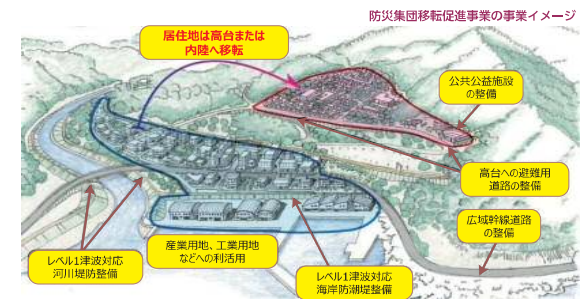 防災集団移転促進事業の事業イメージ
居住地は高台または
内陸へ移転
公共公益施設
の整備
高台への避難用
道路の整備
広域幹線道路
の整備
レベル1津波対応
河川堤防整備
産業用地、工業用地
などへの利活用
レベル1津波対応
海岸防潮堤整備